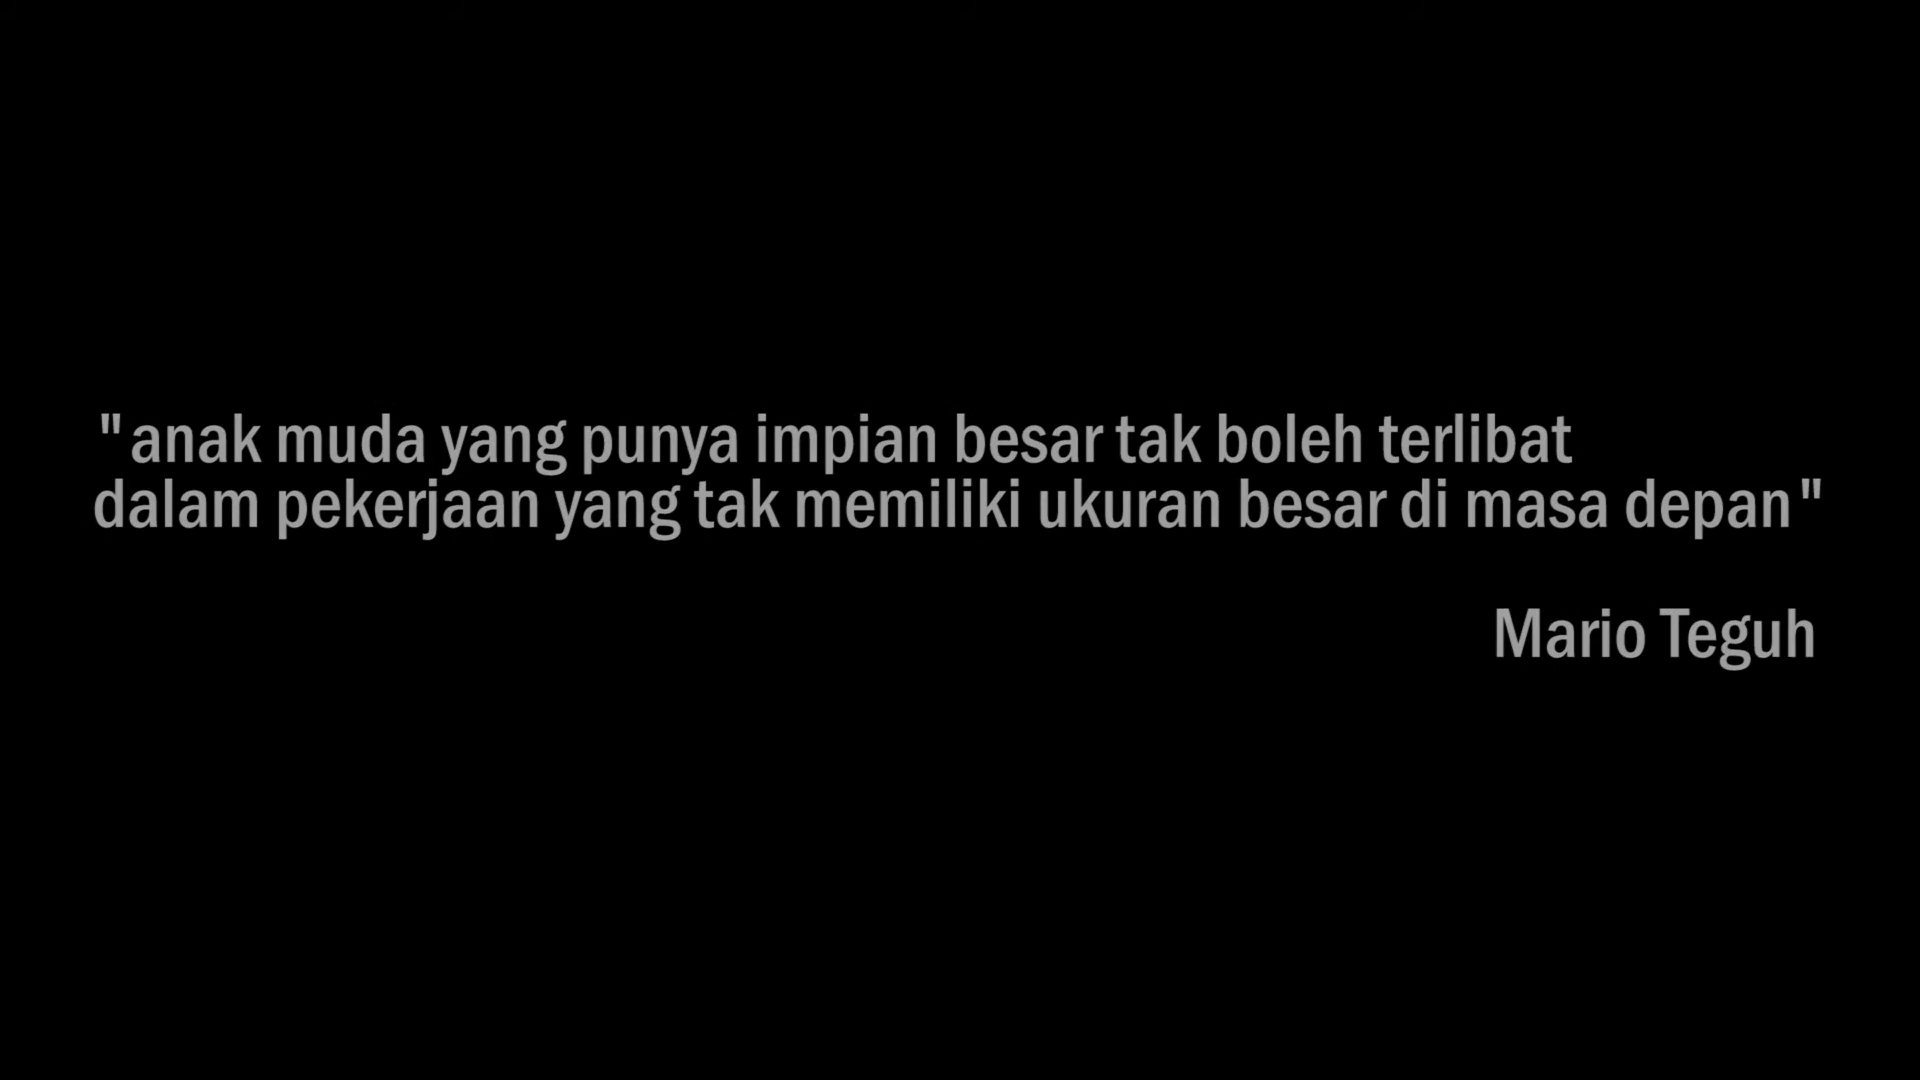 "anak muda yang punya impian besar tak boleh terlibat
dalam pekerjaan yang tak memiliki ukuran besar di masa depan"
Mario Teguh